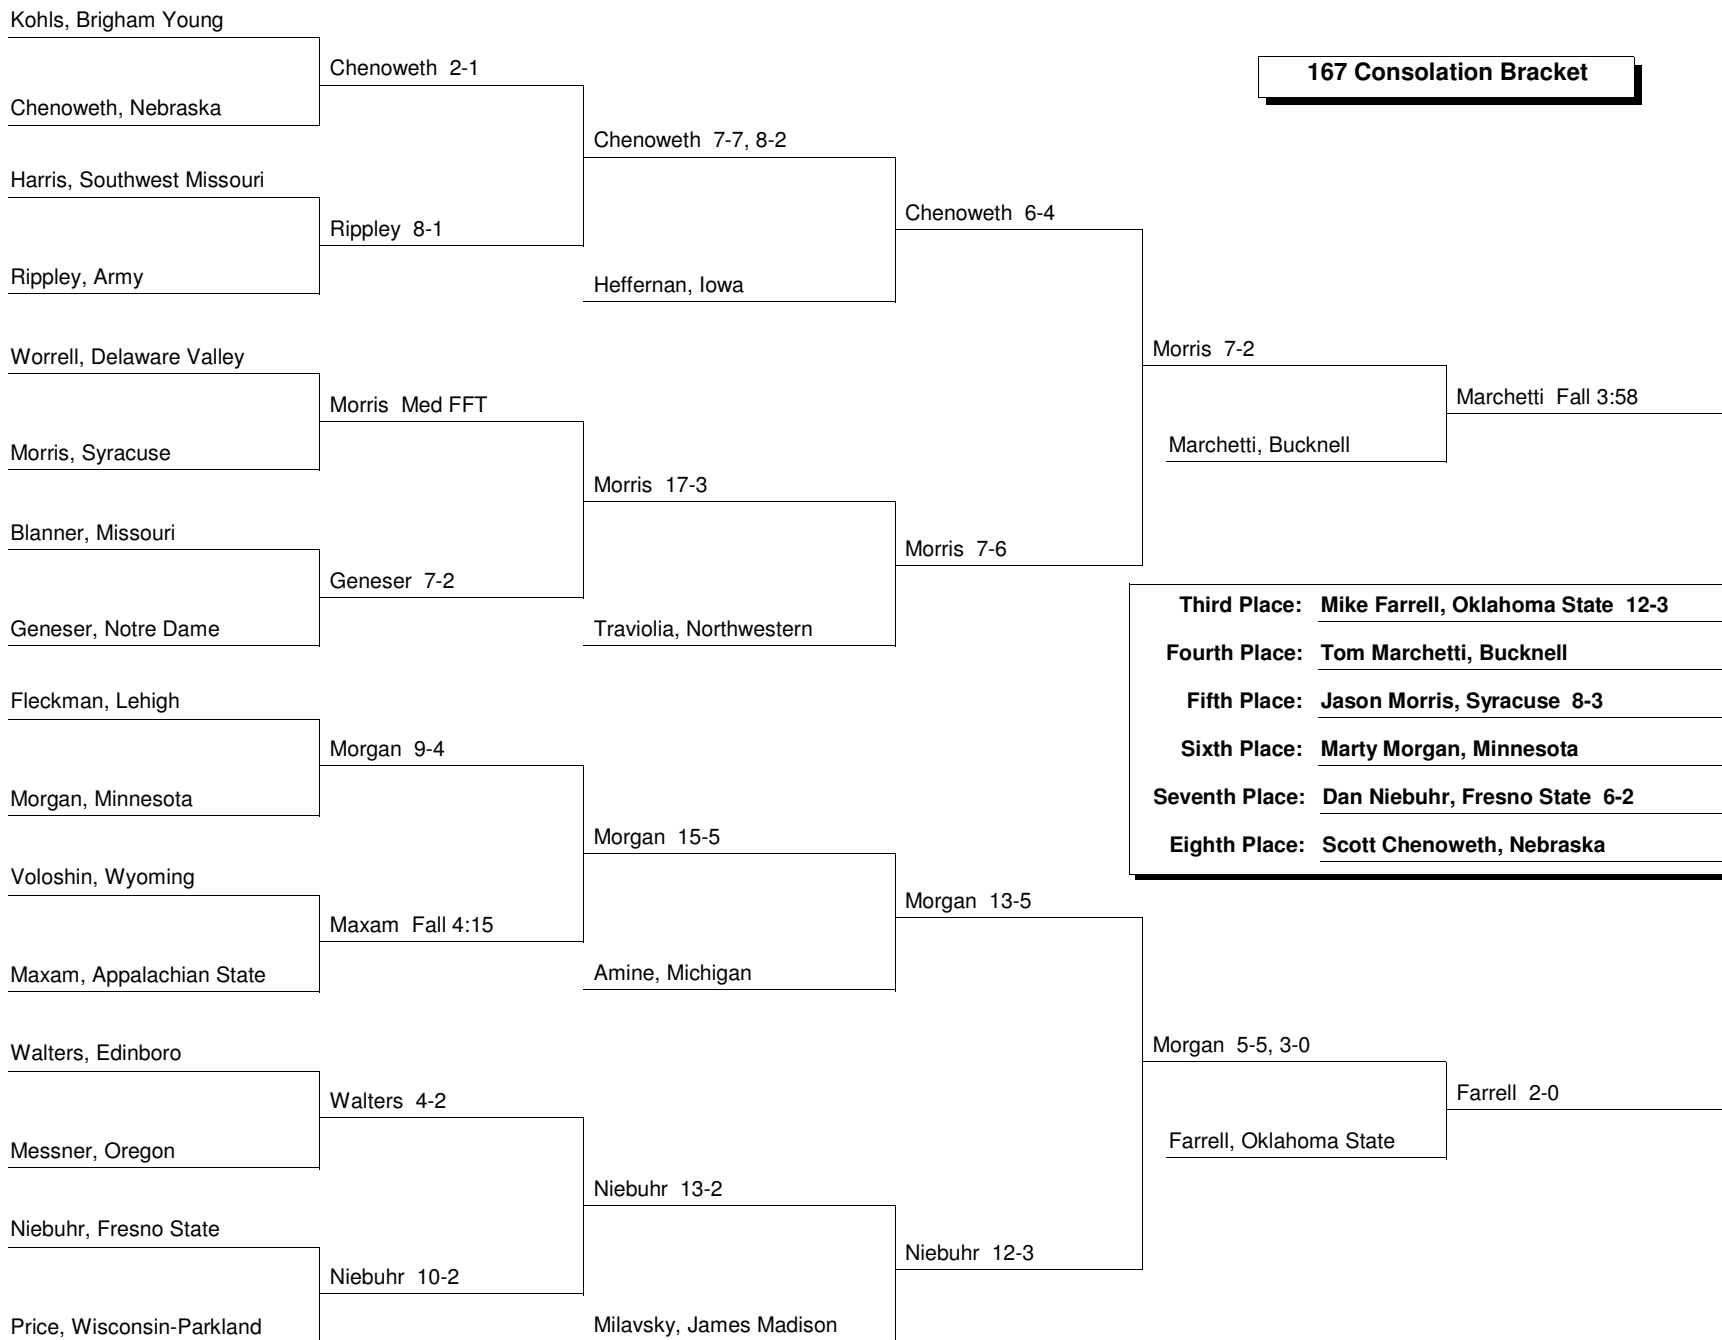 Kohls, Brigham Young
Chenoweth 2-1
167 Consolation Bracket
Chenoweth, Nebraska
Chenoweth 7-7, 8-2
Harris, Southwest Missouri
Chenoweth 6-4
Rippley 8-1
Rippley, Army
Heffernan, Iowa
Worrell, Delaware Valley
Morris 7-2
Morris Med FFT
Marchetti Fall 3:58
Morris, Syracuse
Marchetti, Bucknell
Morris 17-3
Blanner, Missouri
Morris 7-6
Geneser 7-2
Geneser, Notre Dame
Traviolia, Northwestern
Third Place: Mike Farrell, Oklahoma State 12-3
Fourth Place: Tom Marchetti, Bucknell
Fifth Place: Jason Morris, Syracuse 8-3
Sixth Place: Marty Morgan, Minnesota
Seventh Place: Dan Niebuhr, Fresno State 6-2
Eighth Place: Scott Chenoweth, Nebraska
Fleckman, Lehigh
Morgan 9-4
Morgan, Minnesota
Morgan 15-5
Voloshin, Wyoming
Morgan 13-5
Maxam Fall 4:15
Maxam, Appalachian State
Amine, Michigan
Walters, Edinboro
Morgan 5-5, 3-0
Walters 4-2
Farrell 2-0
Messner, Oregon
Farrell, Oklahoma State
Niebuhr 13-2
Niebuhr, Fresno State
Niebuhr 12-3
Niebuhr 10-2
Price, Wisconsin-Parkland
Milavsky, James Madison